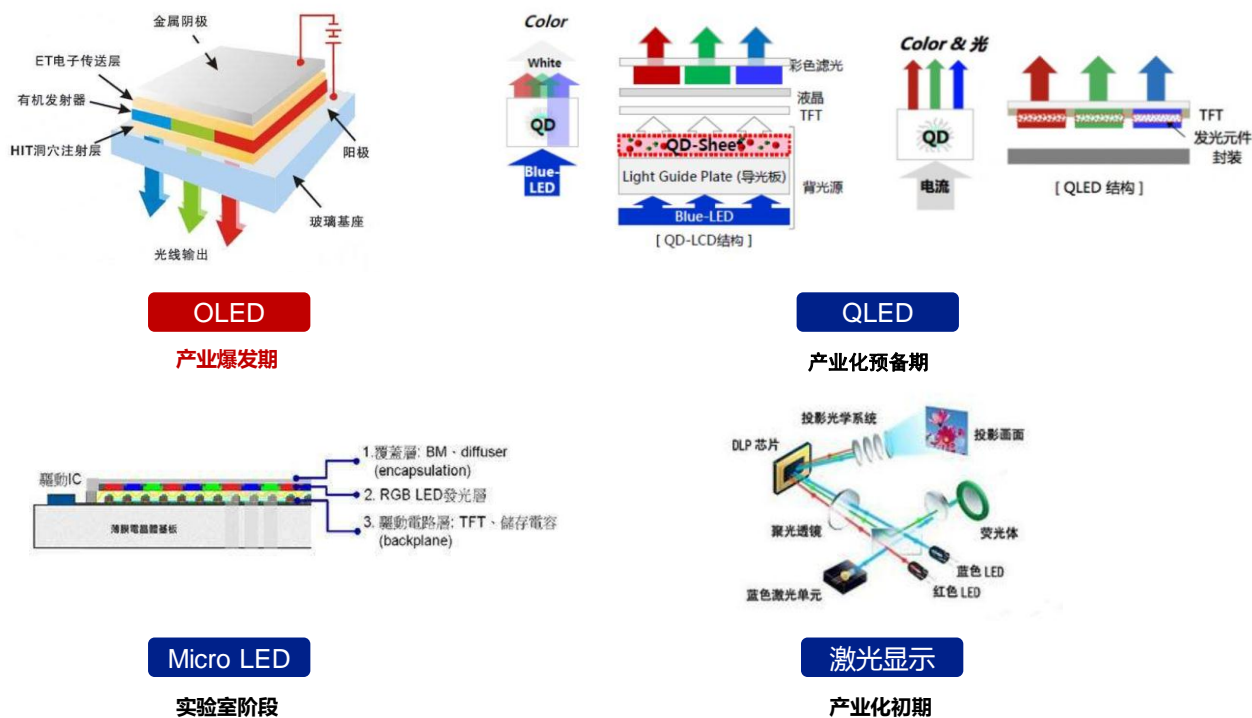 金属阴极
ET电子传送层
有机发射器
HIT洞穴注射层
阳极
玻璃基座
光线输出
OLED
产业爆发期
Color
White
QD
Blue-
LED
彩色滤光
液晶
TFT
QD-Sheet
Light Guide Plate (导光板)
背光源
Blue-LED
[ QD-LCD结构 ]
Color & 光
QD
电流
TFT
发光元件
封装
[ QLED 结构 ]
QLED
产业化预备期
驅動IC
薄膜電晶體基板
1.覆蓋層: BM、diffuser
(encapsulation)
2. RGB LED發光層
3. 驅動電路層: TFT、儲存電容
(backplane)
Micro LED
实验室阶段
投影光学系统
DLP 芯片
投影画面
聚光透镜
荧光体
蓝色 LED
红色 LED
蓝色激光单元
激光显示
产业化初期